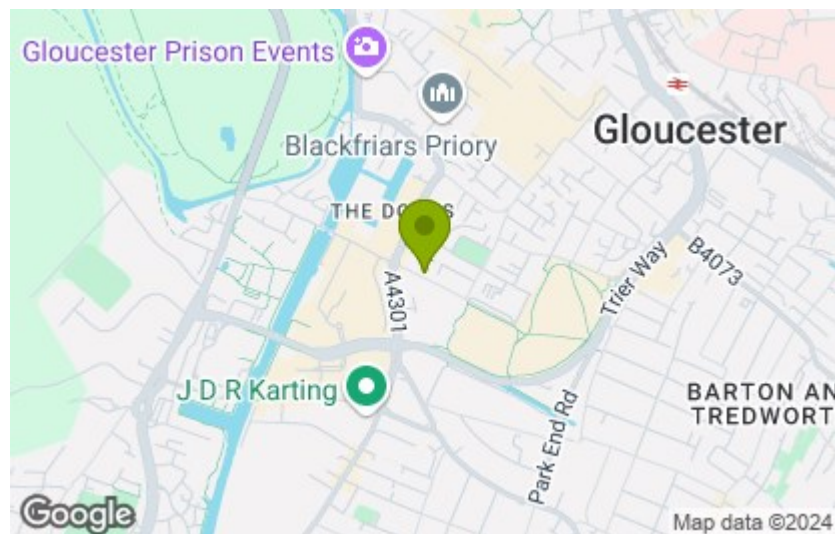 Gloucester Prison Events
Blackfriars Priory
Gloucester
THE DO
S
A4301
Trier Way
B4073
J D R Karting
BARTON AN
TREDWORT
Park End Rd
Google
Map data ©2024